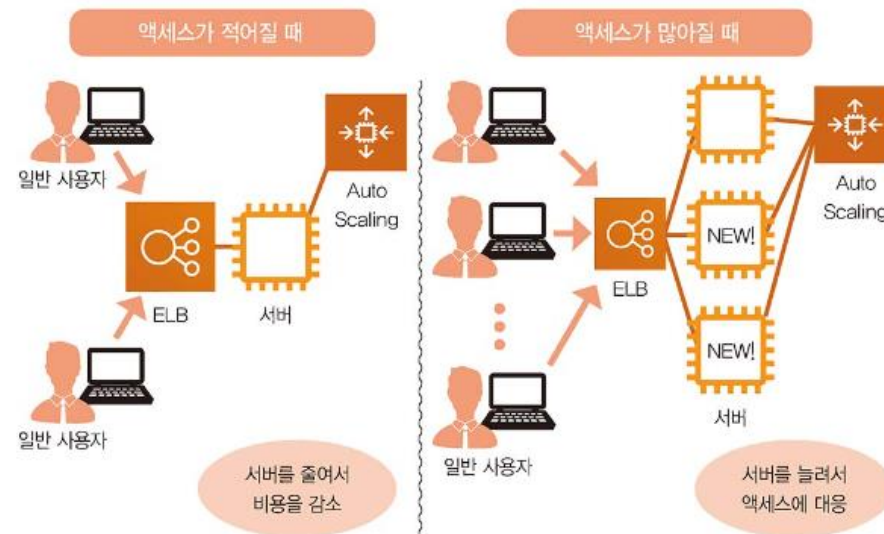 액세스가 적어질 때
일반 사용자
Auto
Scaling
ELB
서버
일반 사용자
서버를 줄여서
비용을 감소
액세스가 많아질 때
Auto
Scaling
NEW!
ELB
NEW!
서버
일반 사용자
서버를 늘려서
액세스에 대응